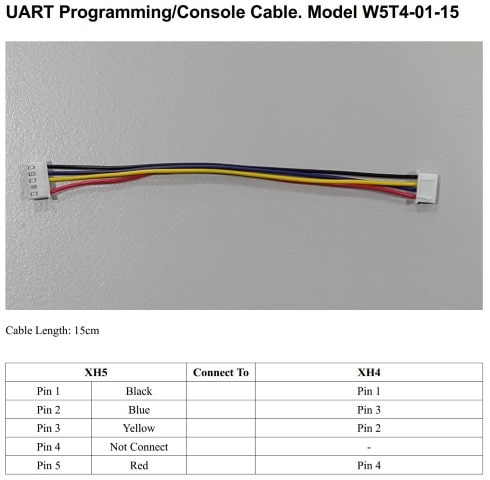 UART Programming/Console Cable. Model W5T4-01-15
Cable Length: 15cm
XH5 Connect To XH4
Pin 1 Black Pin 1
Pin 2 Blue Pin 3
Pin 3 Yellow Pin 2
Pin 4 Not Connect -
Pin 5 Red Pin 4